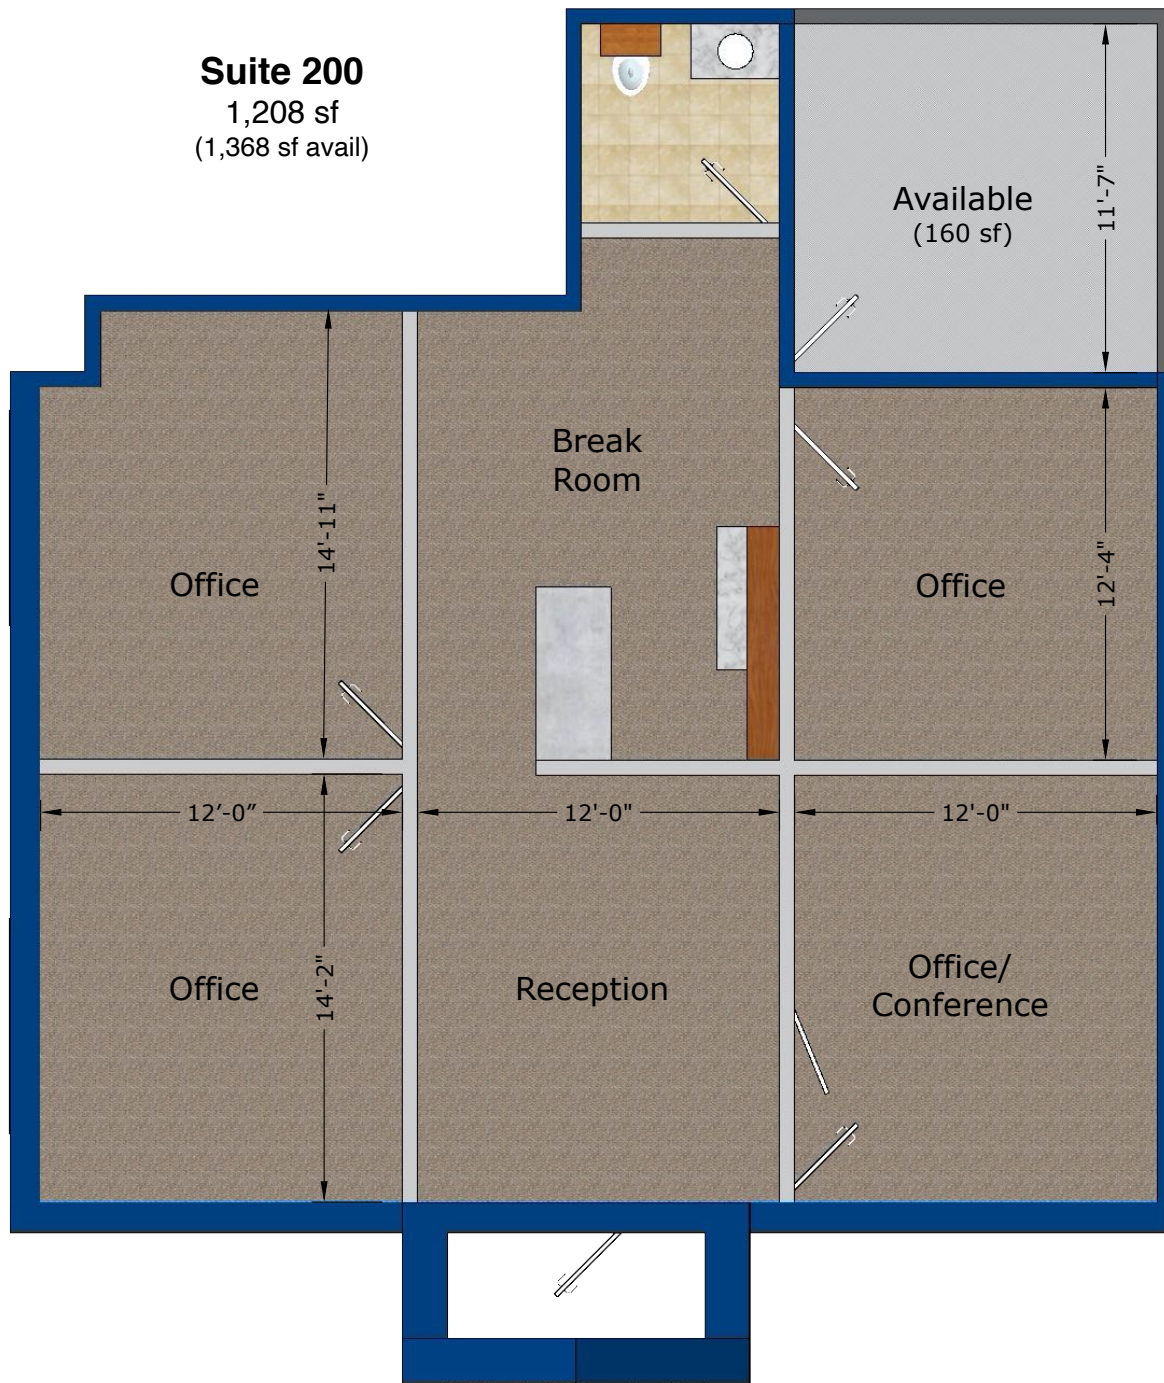 Suite 200
1,208 sf
(1,368 sf avail)
Available
(160 sf)
11'-7"
Break
Room
14'-11"
Office
Office
12'-4"
12'-0”
12'-0"
12'-0"
Office
14'-2"
Reception
Office/
Conference